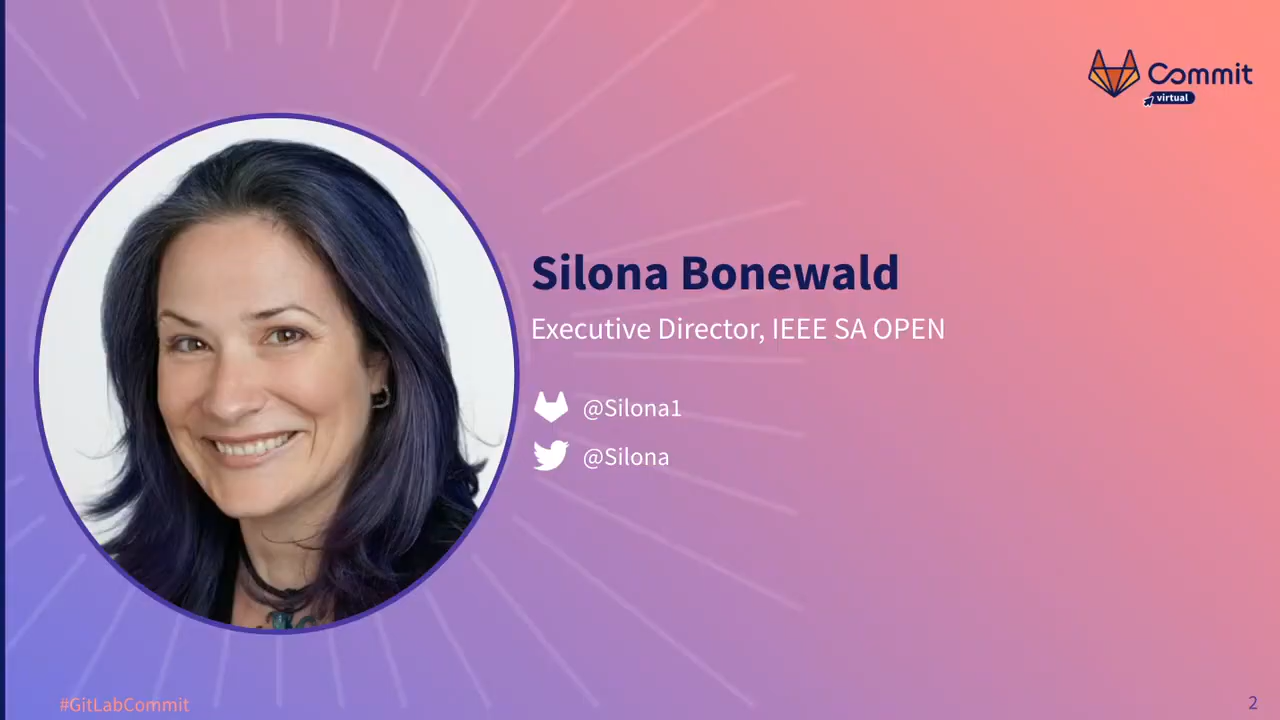 Commit
virtual
Silona Bonewald
Executive Director, IEEE SA OPEN
@Silona1
@Silona
#GitLabCommit
2